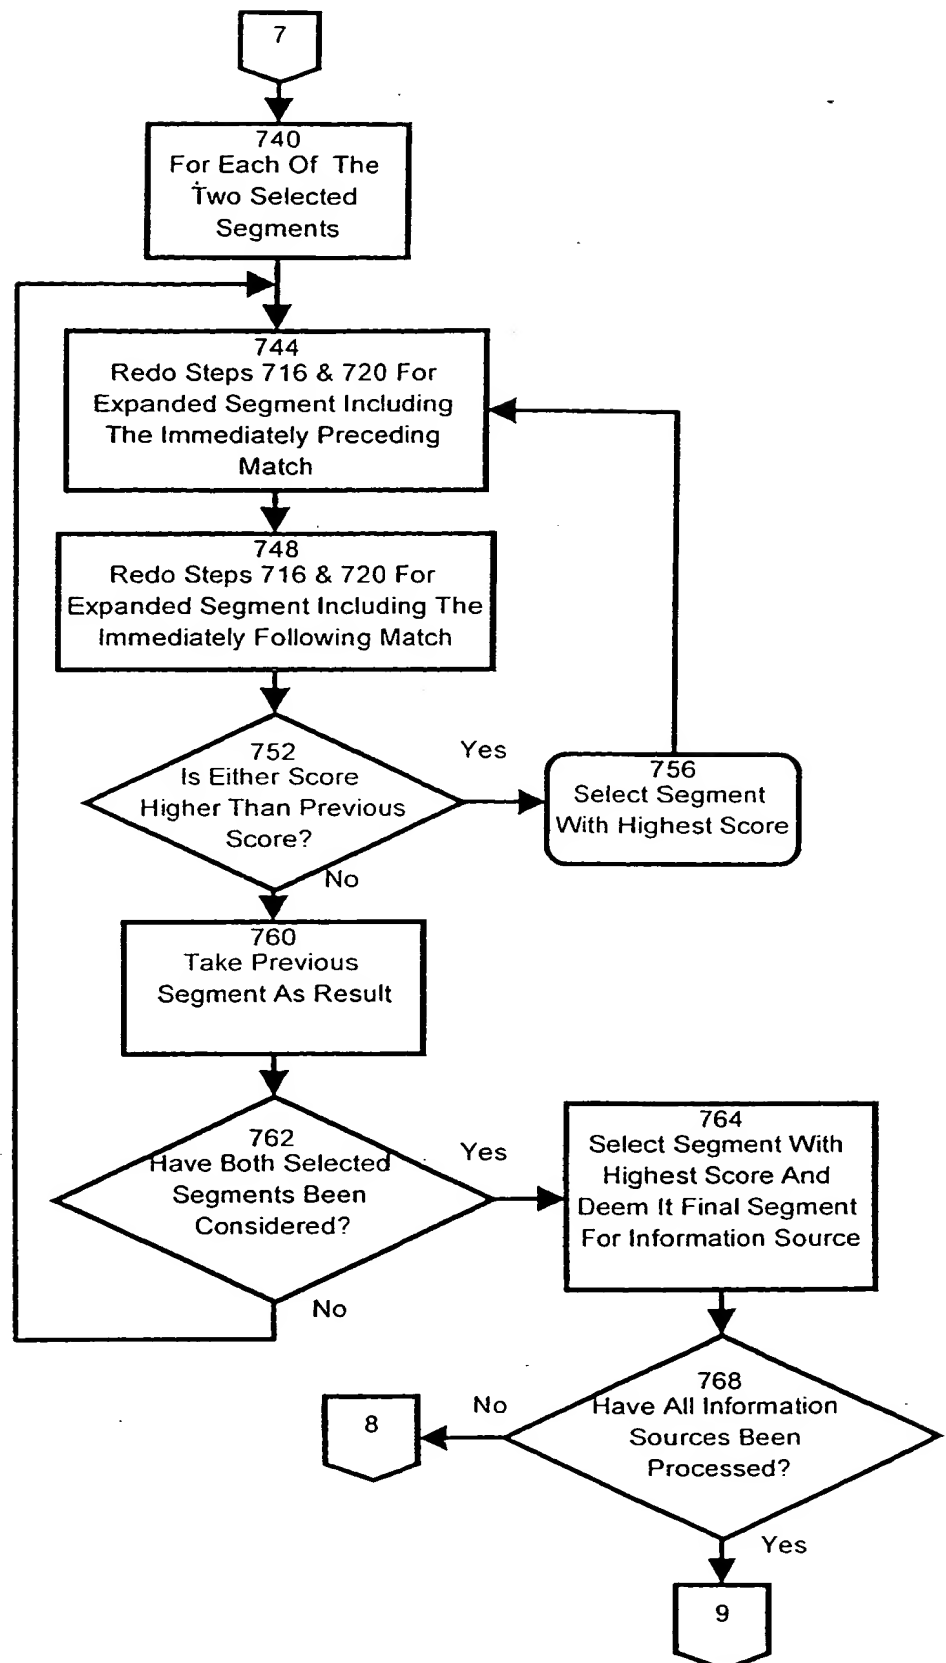 7
740
For Each Of The
Two Selected
Segments
744
Redo Steps 716 & 720 For
Expanded Segment Including
The Immediately Preceding
Match
748
Redo Steps 716 & 720 For
Expanded Segment Including The
Immediately Following Match
752
Is Either Score
Higher Than Previous
Score?
Yes
756
Select Segment
With Highest Score
No
760
Take Previous
Segment As Result
762
Have Both Selected
Segments Been
Considered?
Yes
764
Select Segment With
Highest Score And
Deem It Final Segment
For Information Source
No
768
Have All Information
Sources Been
Processed?
No
8
Yes
9